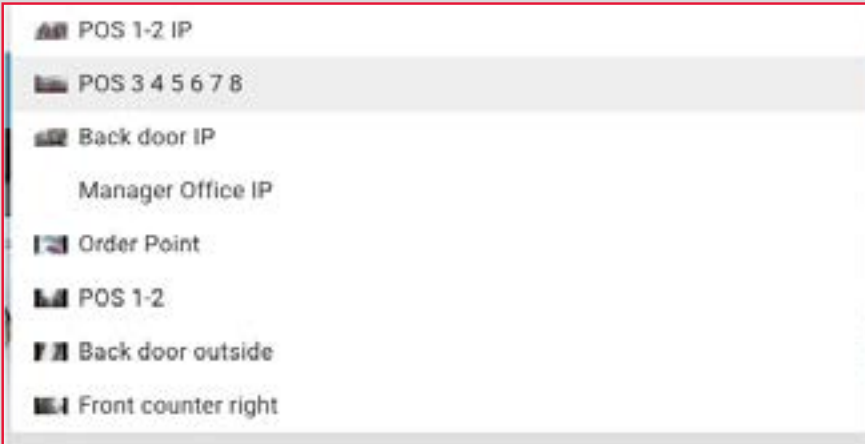 POS 1-2 IP
POS 3 4 5 6 7 8
Back door IP
Manager Office IP
Order Point
POS 1-2
Back door outside
Front counter right